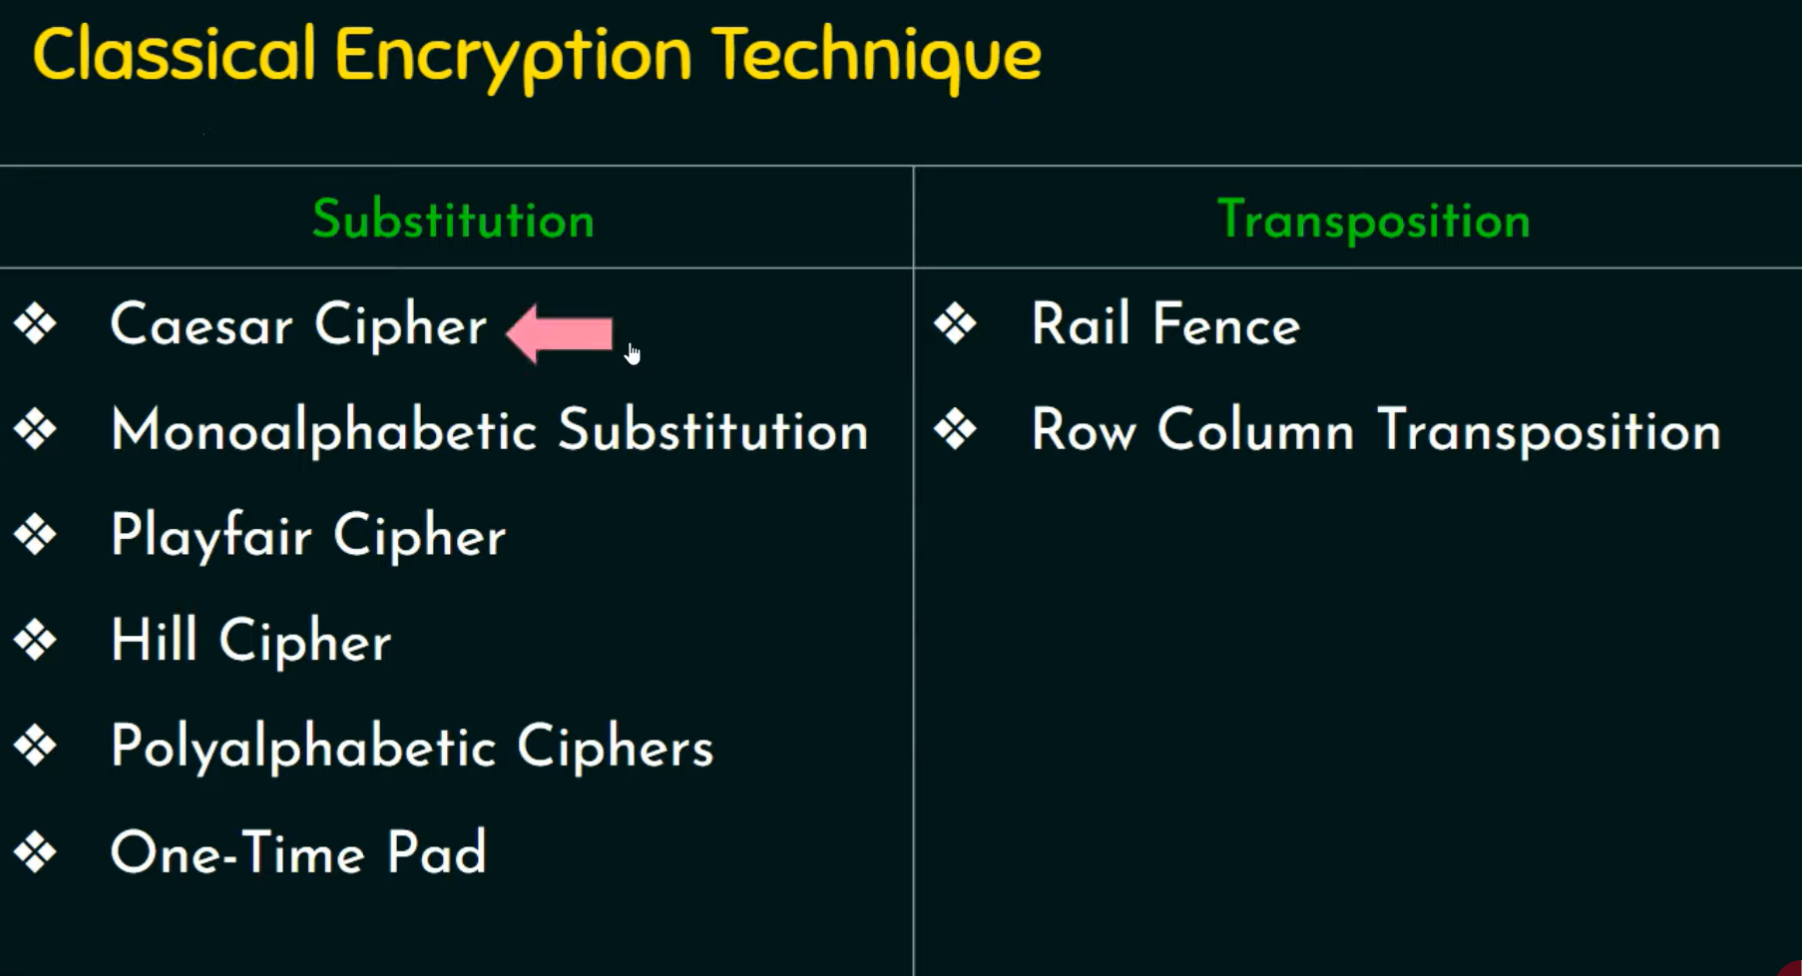 Classical Encryption Technique
Substitution
Transposition
❖ Caesar Cipher
❖ Monoalphabetic Substitution
❖ Playfair Cipher
❖ Hill Cipher
❖ Polyalphabetic Ciphers
❖ One-Time Pad
❖ Rail Fence
❖ Row Column Transposition